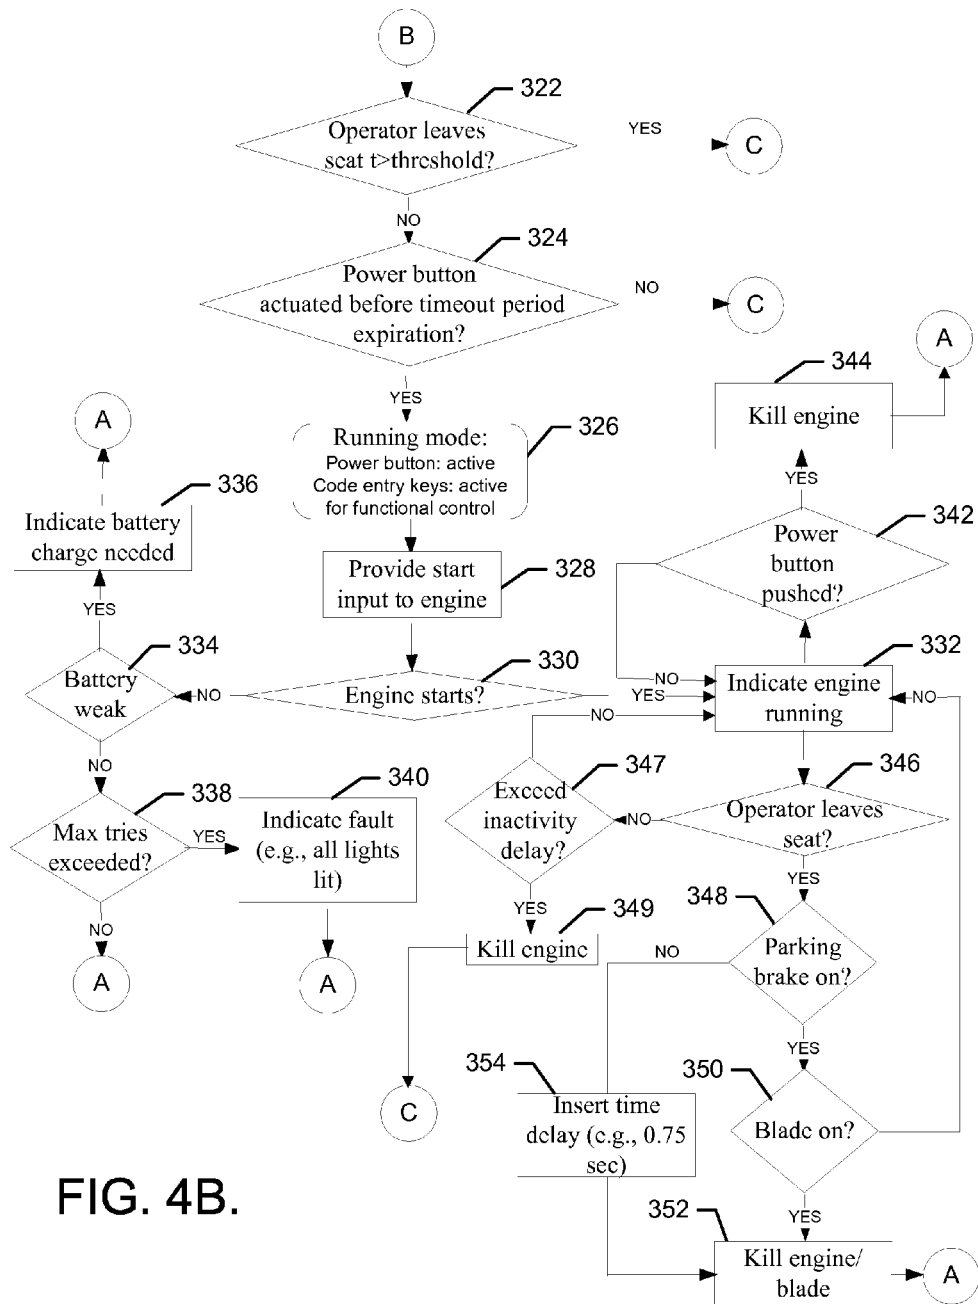 B
322
Operator leaves
seat t>threshold?
YES
C
NO
324
Power button
actuated before timeout period
expiration?
NO
C
A
344
YES
Kill engine
A
326
Running mode:
Power button: active
Code entry keys: active
for functional control
YES
336
342
Indicate battery
charge needed
Power
button
pushed?
328
Provide start
input to engine
YES
334
330
332
Battery
weak
NO
Engine starts?
YES
NO
Indicate engine
running
NO
NO
NO
347
346
338
340
Exceed
inactivity
delay?
NO
Operator leaves
seat?
Max tries
exceeded?
YES
Indicate fault
(e.g., all lights
lit)
YES
348
YES
349
NO
Kill engine
NO
Parking
brake on?
A
A
YES
354
350
C
Insert time
delay (e.g., 0.75
sec)
Blade on?
FIG. 4B.
352
YES
Kill engine/
blade
A